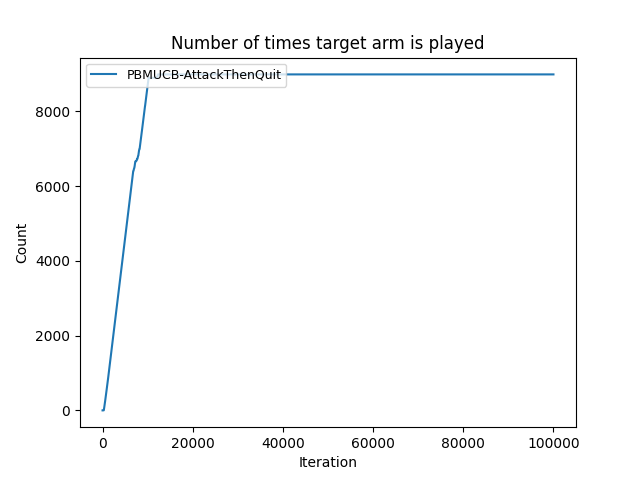 Number of times target arm is played
PBMUCB-AttackThenQuit
8000
6000
4000
2000
0
Count
0 20000 40000 60000 80000 100000
Iteration